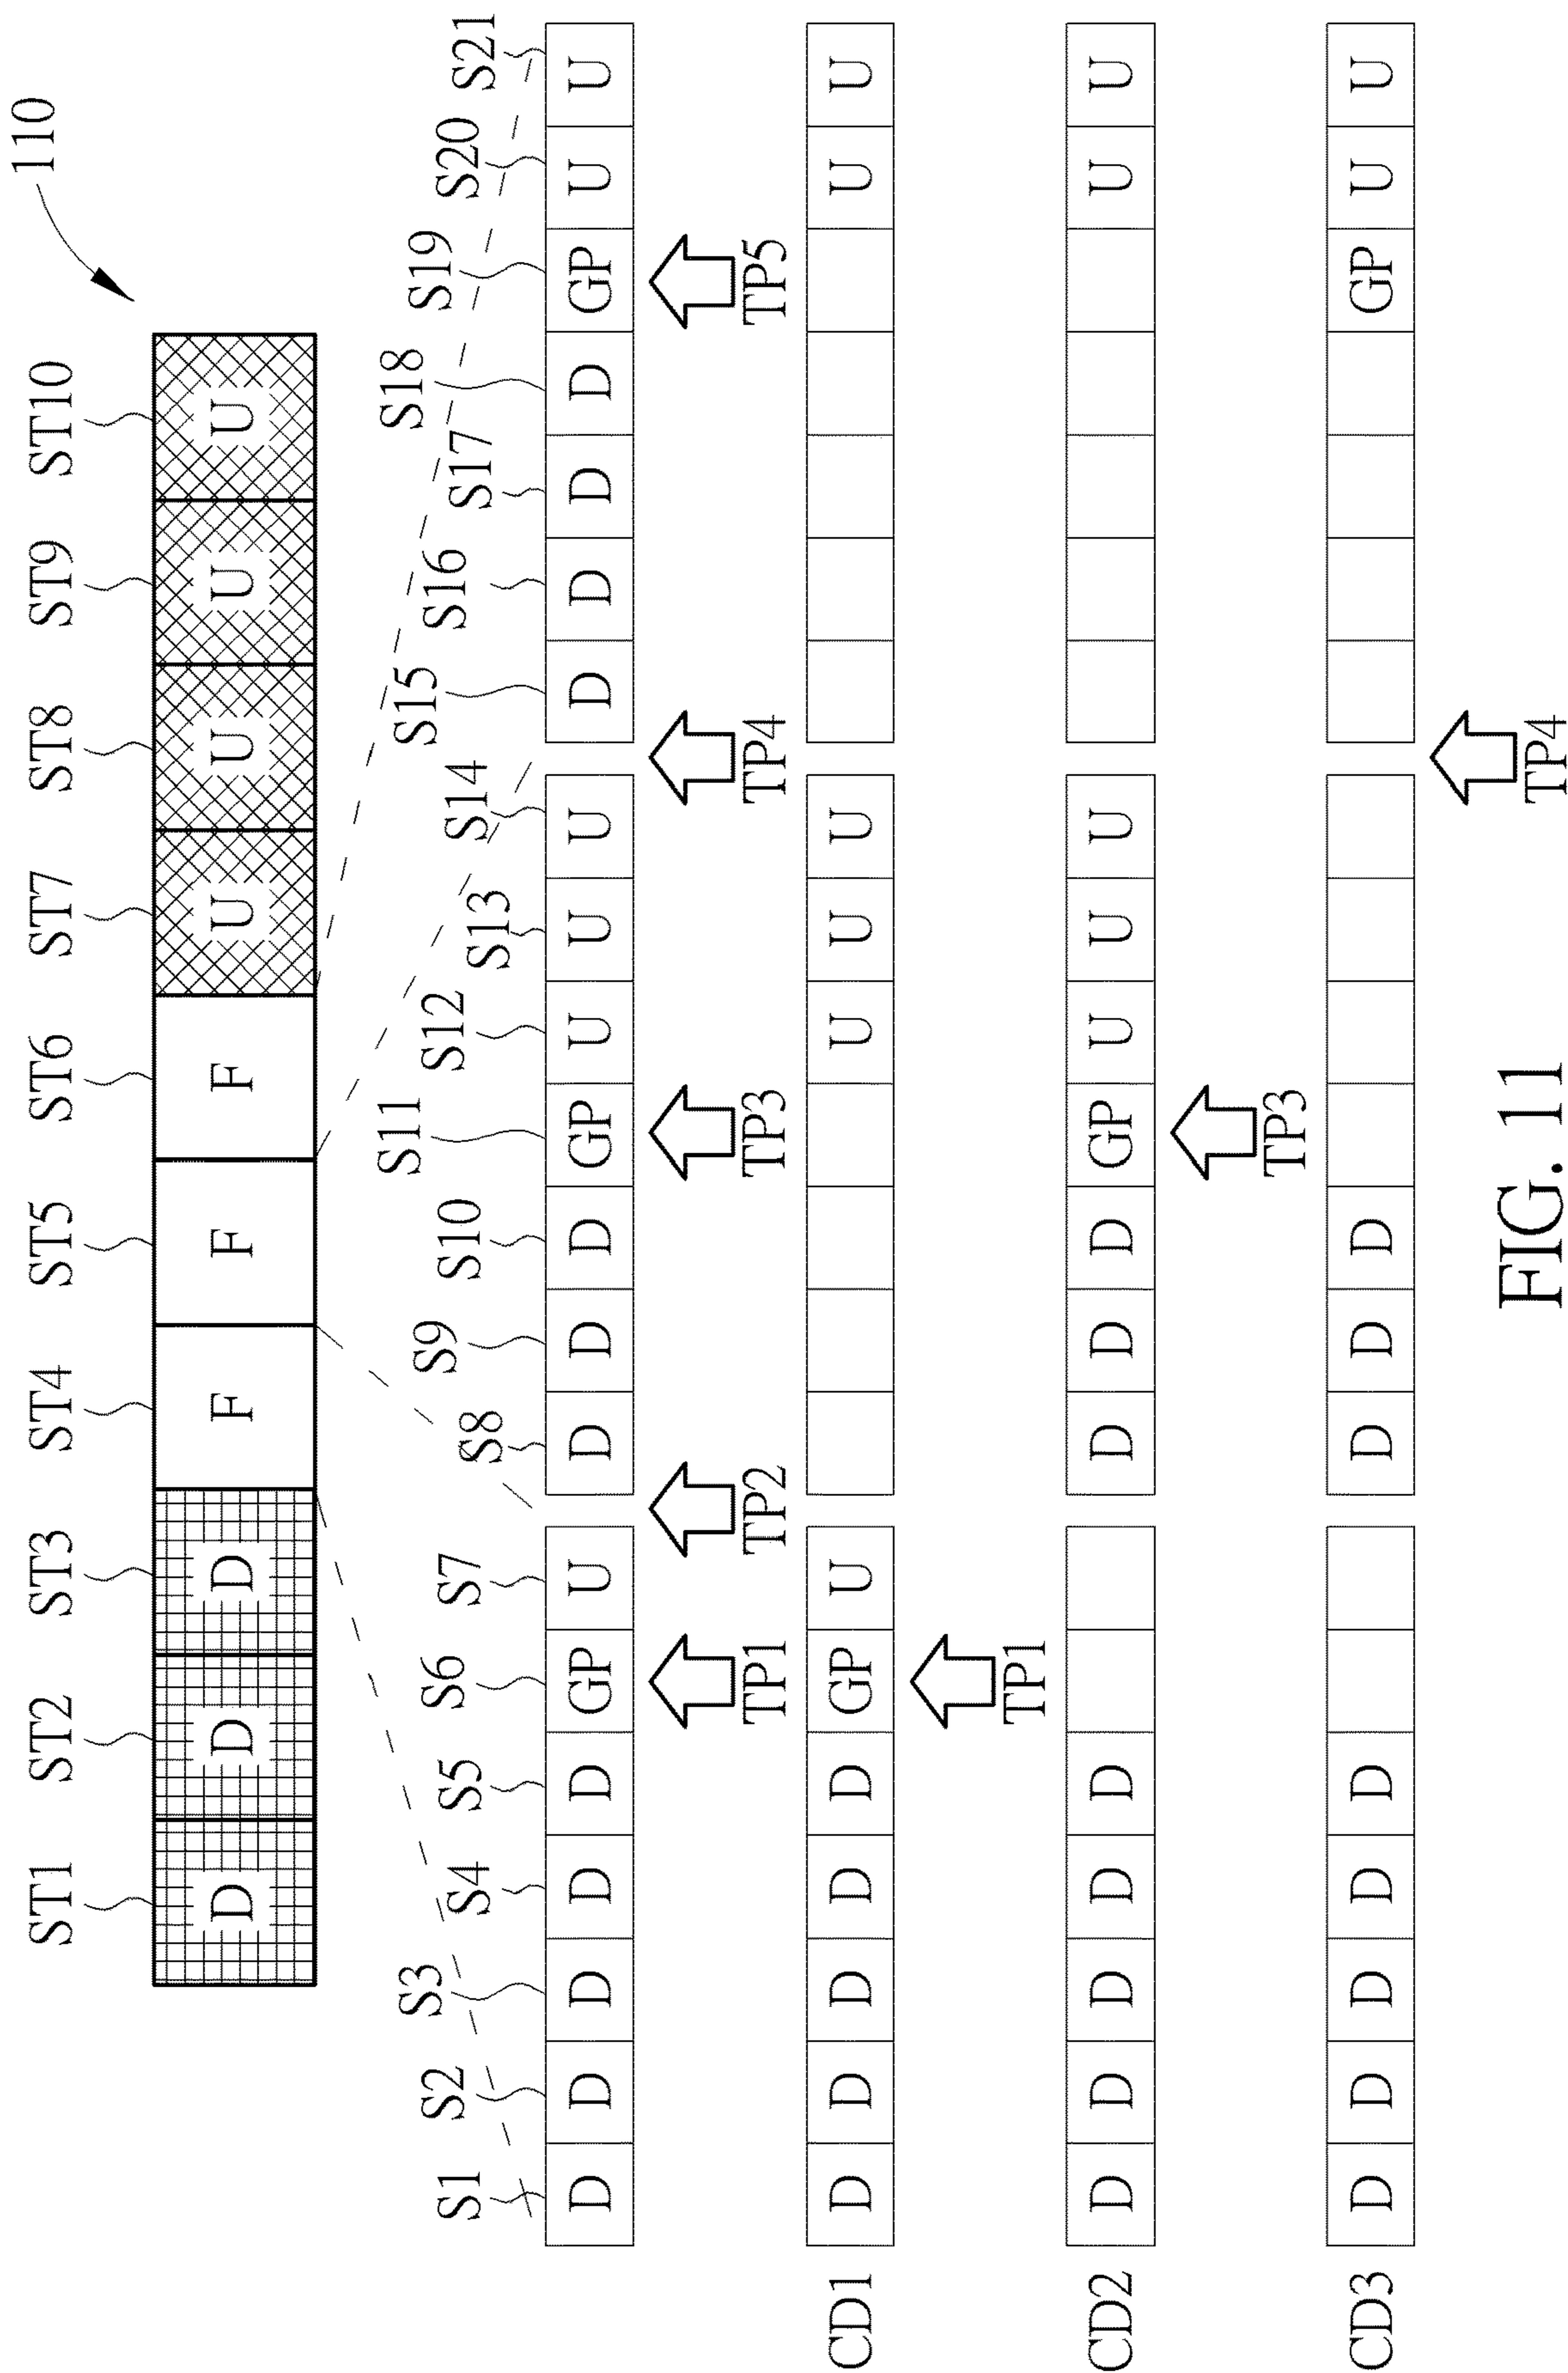 110
ST1 ST2 ST3 ST4 ST5 ST6 ST7 ST8 ST9 ST10
D D D F F F U U U U
S1 S2 S3 S4 S5 S6 S7 S8 S9 S10 S11 S12 S13 S14 S15 S16 S17 S18 S19 S20 S21
D D D D D GP U D D D GP U U U D D D D GP U U
TP1 TP2 TP3 TP4 TP5
CD1 D D D D D GP U U U U U U
TP1
CD2 D D D D D D D D GP U U U U U
TP3
CD3 D D D D D D D D GP U U
TP4
FIG. 11